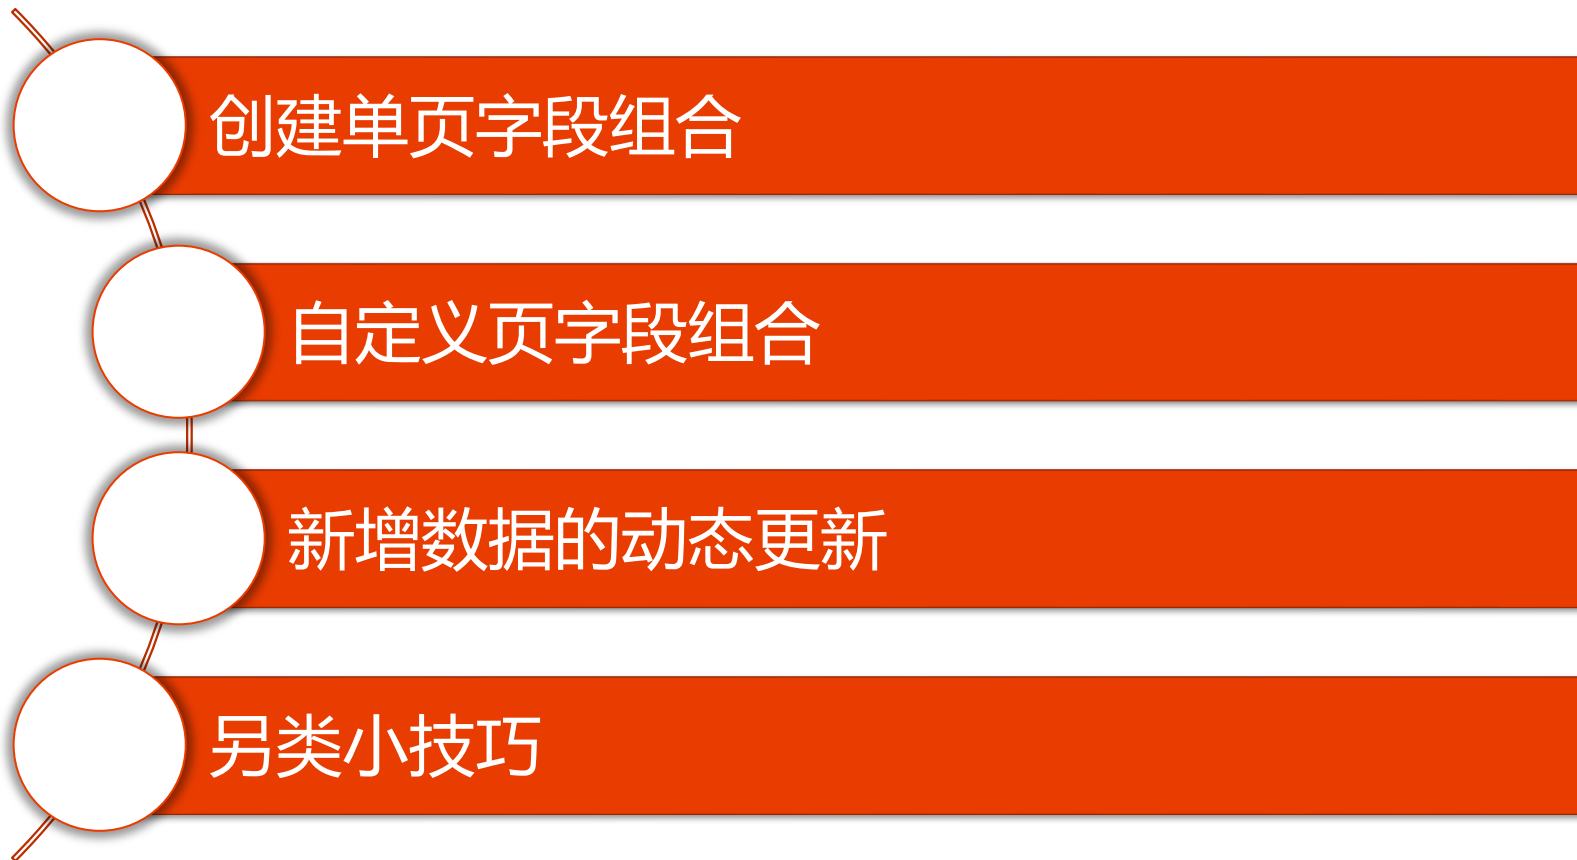 创建单页字段组合
自定义页字段组合
新增数据的动态更新
另类小技巧